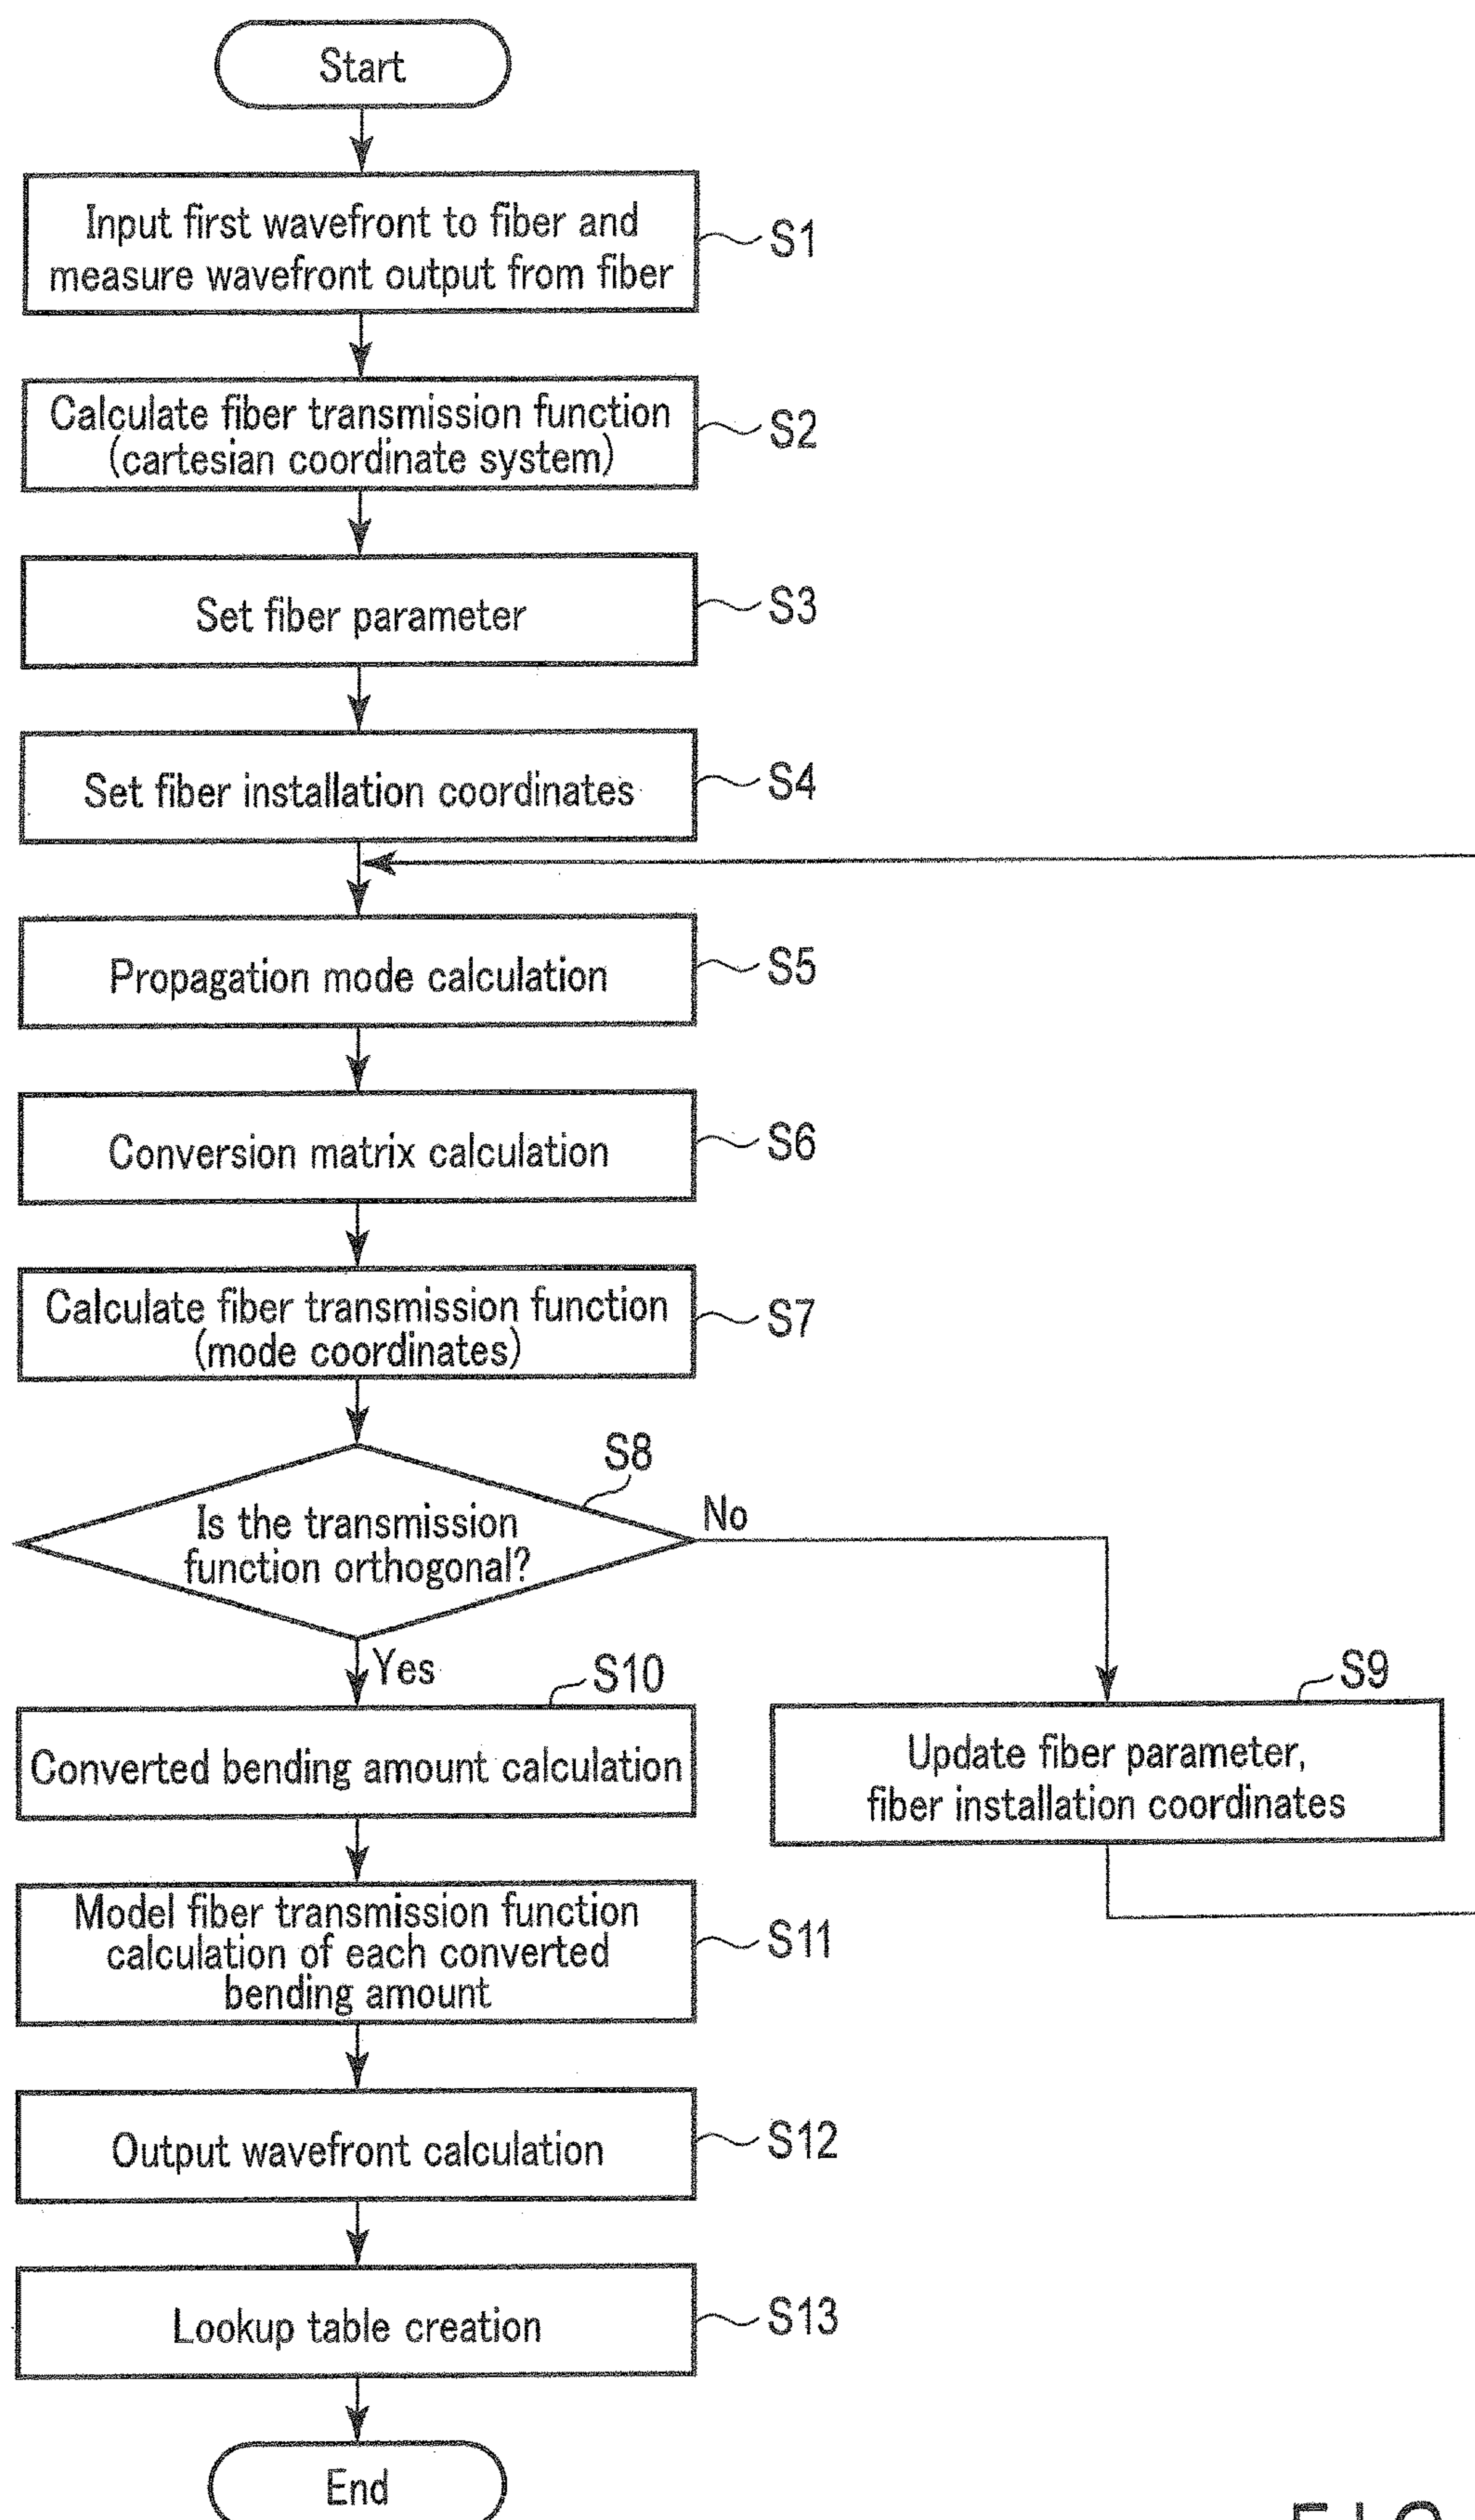 Start
Input first wavefront to fiber and
measure wavefront output from fiber
S1
Calculate fiber transmission function
(cartesian coordinate system)
S2
Set fiber parameter
S3
Set fiber installation coordinates
S4
Propagation mode calculation
S5
Conversion matrix calculation
S6
Calculate fiber transmission function
(mode coordinates)
S7
S8
Is the transmission
function orthogonal?
No
Yes
S10
Converted bending amount calculation
S9
Update fiber parameter,
fiber installation coordinates
Model fiber transmission function
calculation of each converted
bending amount
S11
Output wavefront calculation
S12
Lookup table creation
S13
End